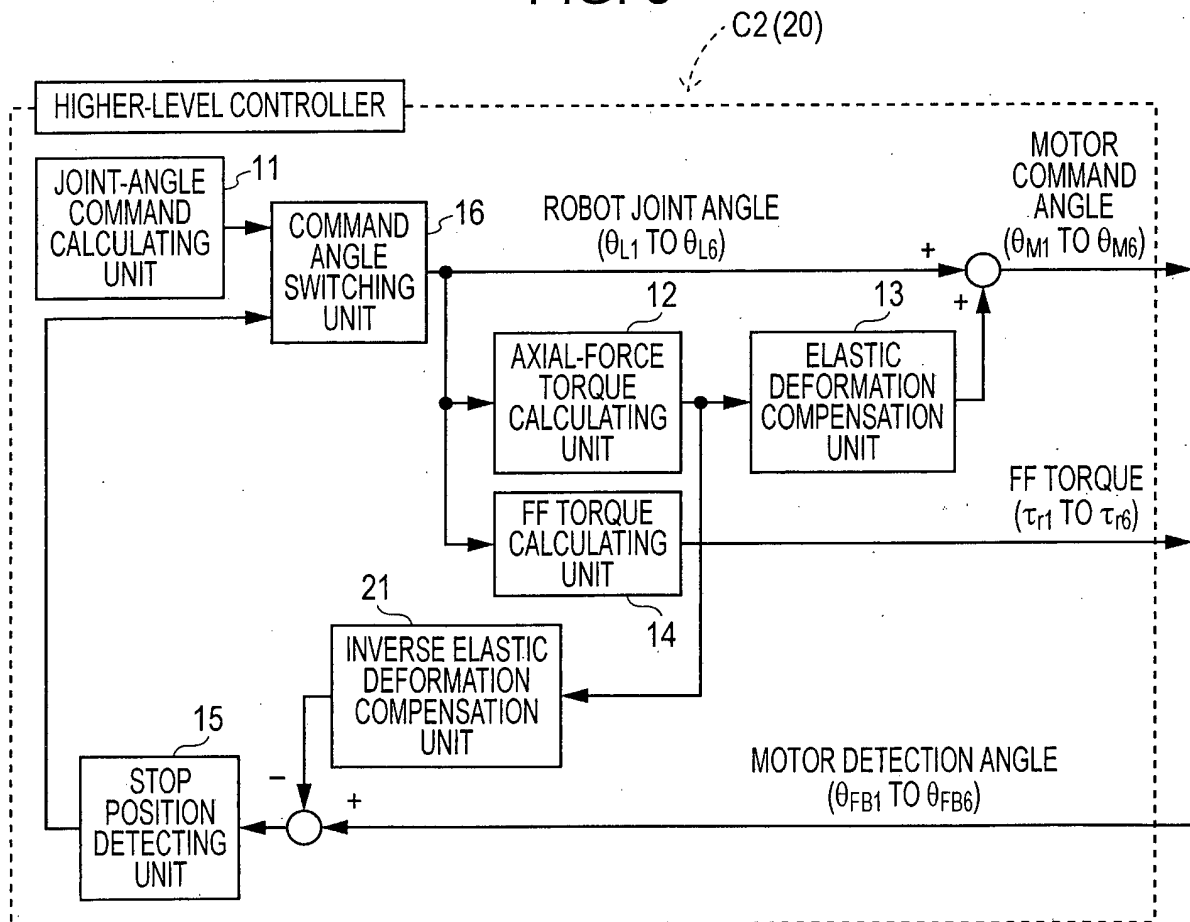 C2(20)
HIGHER-LEVEL CONTROLLER
11
JOINT-ANGLE
COMMAND
CALCULATING
UNIT
16
COMMAND
ANGLE
SWITCHING
UNIT
ROBOT JOINT ANGLE
(θL1 TO θL6)
+
+
MOTOR
COMMAND
ANGLE
(θM1 TO θM6)
12
AXIAL-FORCE
TORQUE
CALCULATING
UNIT
13
ELASTIC
DEFORMATION
COMPENSATION
UNIT
FF TORQUE
CALCULATING
UNIT
14
FF TORQUE
(τr1 TO τr6)
21
INVERSE ELASTIC
DEFORMATION
COMPENSATION
UNIT
15
STOP
POSITION
DETECTING
UNIT
−
+
MOTOR DETECTION ANGLE
(θFB1 TO θFB6)